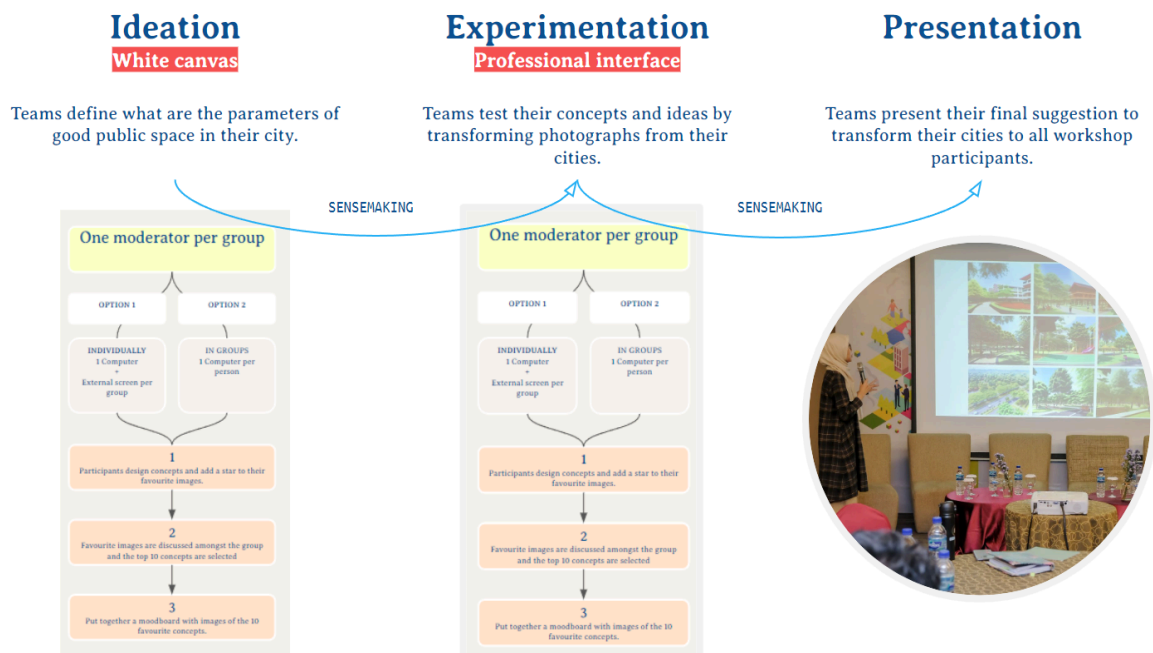 Ideation
White canvas
Teams define what are the parameters of
good public space in their city.
Experimentation
Professional interface
Teams test their concepts and ideas by
transforming photographs from their
cities.
Presentation
Teams present their final suggestion to
transform their cities to all workshop
participants.
SENSEMAKING
SENSEMAKING
One moderator per group
OPTION 1
OPTION 2
INDIVIDUALLY
1 Computer
+
External screen per
group
IN GROUPS
1 Computer per
person
1
Participants design concepts and add a star to their
favourite images.
2
Favourite images are discussed amongst the group
and the top 10 concepts are selected
3
Put together a moodboard with images of the 10
favourite concepts.
One moderator per group
OPTION 1
OPTION 2
INDIVIDUALLY
1 Computer
+
External screen per
group
IN GROUPS
1 Computer per
person
1
Participants design concepts and add a star to their
favourite images.
2
Favourite images are discussed amongst the group
and the top 10 concepts are selected
3
Put together a moodboard with images of the 10
favourite concepts.